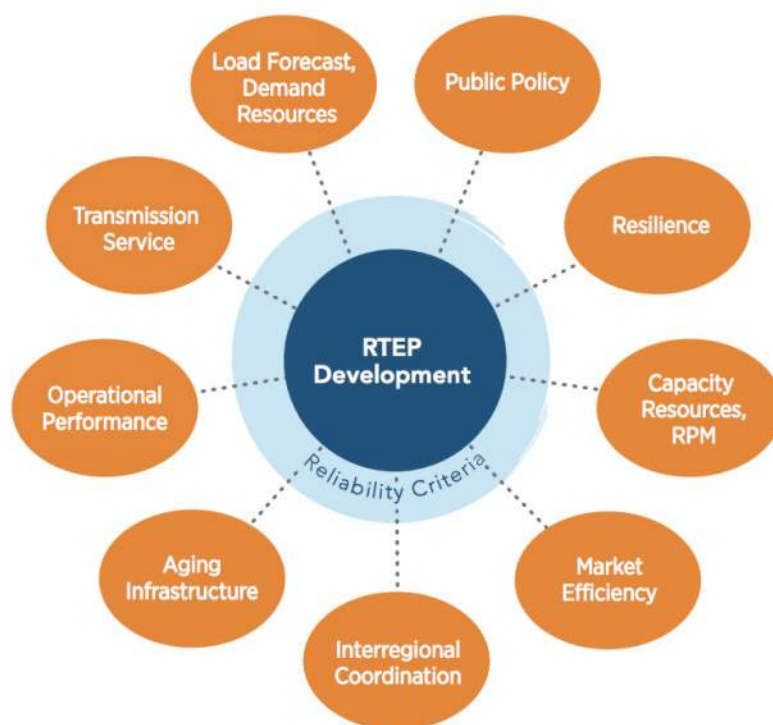 Load Forecast,
Demand
Resources
Public Policy
Transmission
Service
Resilience
RTEP
Development
Operational
Performance
Capacity
Resources,
RPM
Reliability Criteria
Aging
Infrastructure
Market
Efficiency
Interregional
Coordination